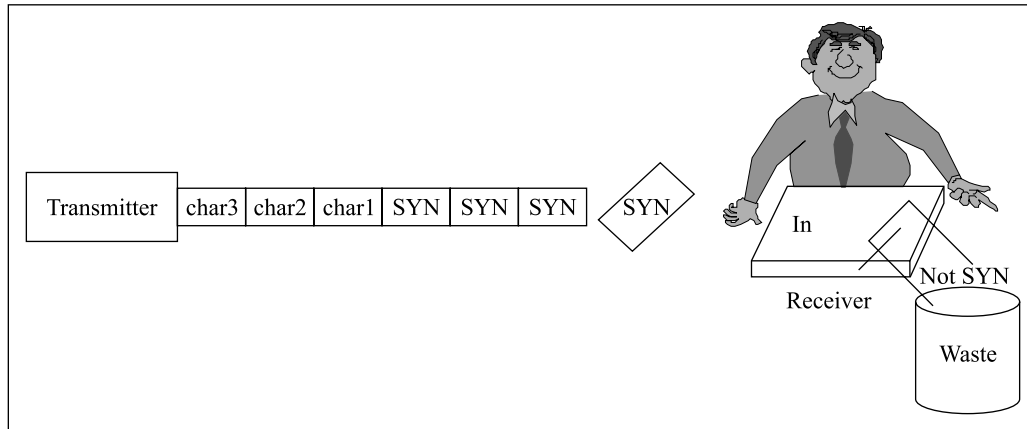 Transmitter char3 char2 char1 SYN SYN SYN SYN
In
Not SYN
Receiver
Waste